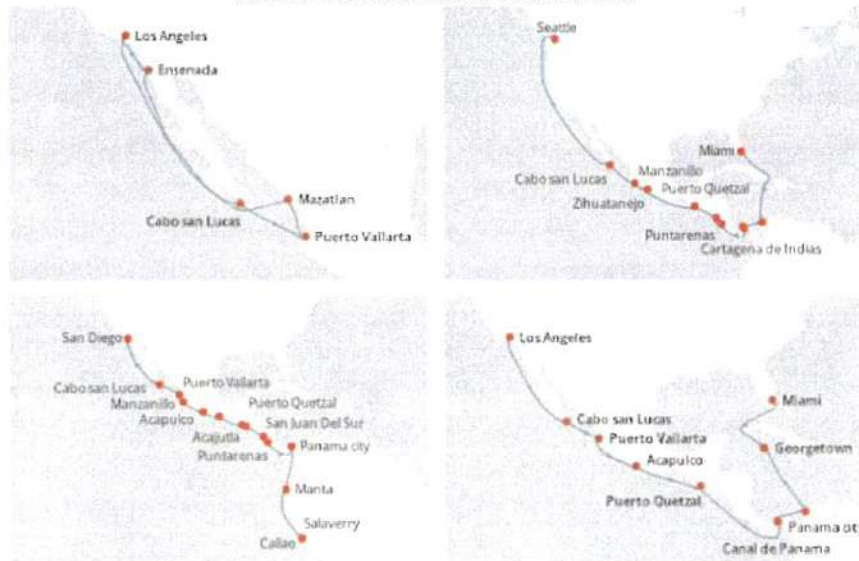 Los Angeles
Ensenada
Mazatlan
Cabo san Lucas
Puerto Vallarta
Seattle
Miami
Cabo san Lucas
Manzanillo
Puerto Quetzal
Zihuatanejo
Puntarenas
Cartagena de Indias
San Diego
Cabo san Lucas
Puerto Vallarta
Manzanillo
Acapulco
Puerto Quetzal
San Juan Del Sur
Acajutla
Puntarenas
Panama city
Manta
Salaverry
Callao
Los Angeles
Miami
Cabo san Lucas
Puerto Vallarta
Georgetown
Acapulco
Puerto Quetzal
Panama city
Canal de Panama